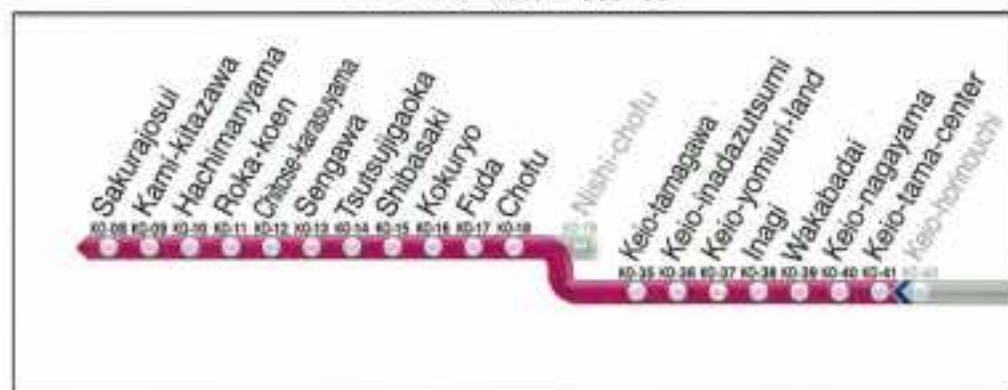 Sakurajosui
Kami-kitazawa
Hachimanyama
Roka-koen
Chitose-karasuyama
Sengawa
Tsutsujigaoka
Shibasaki
Kokuryo
Fuda
Chofu
Nishi-chofu
KO-08 KO-09 KO-10 KO-11 KO-12 KO-13 KO-14 KO-15 KO-16 KO-17 KO-18
Keio-tamagawa
Keio-inadazutsumi
Keio-yomiuri-land
Inagi
Wakabadai
Keio-nagayama
Keio-tama-center
Keio-horinouchi
KO-35 KO-36 KO-37 KO-38 KO-39 KO-40 KO-41